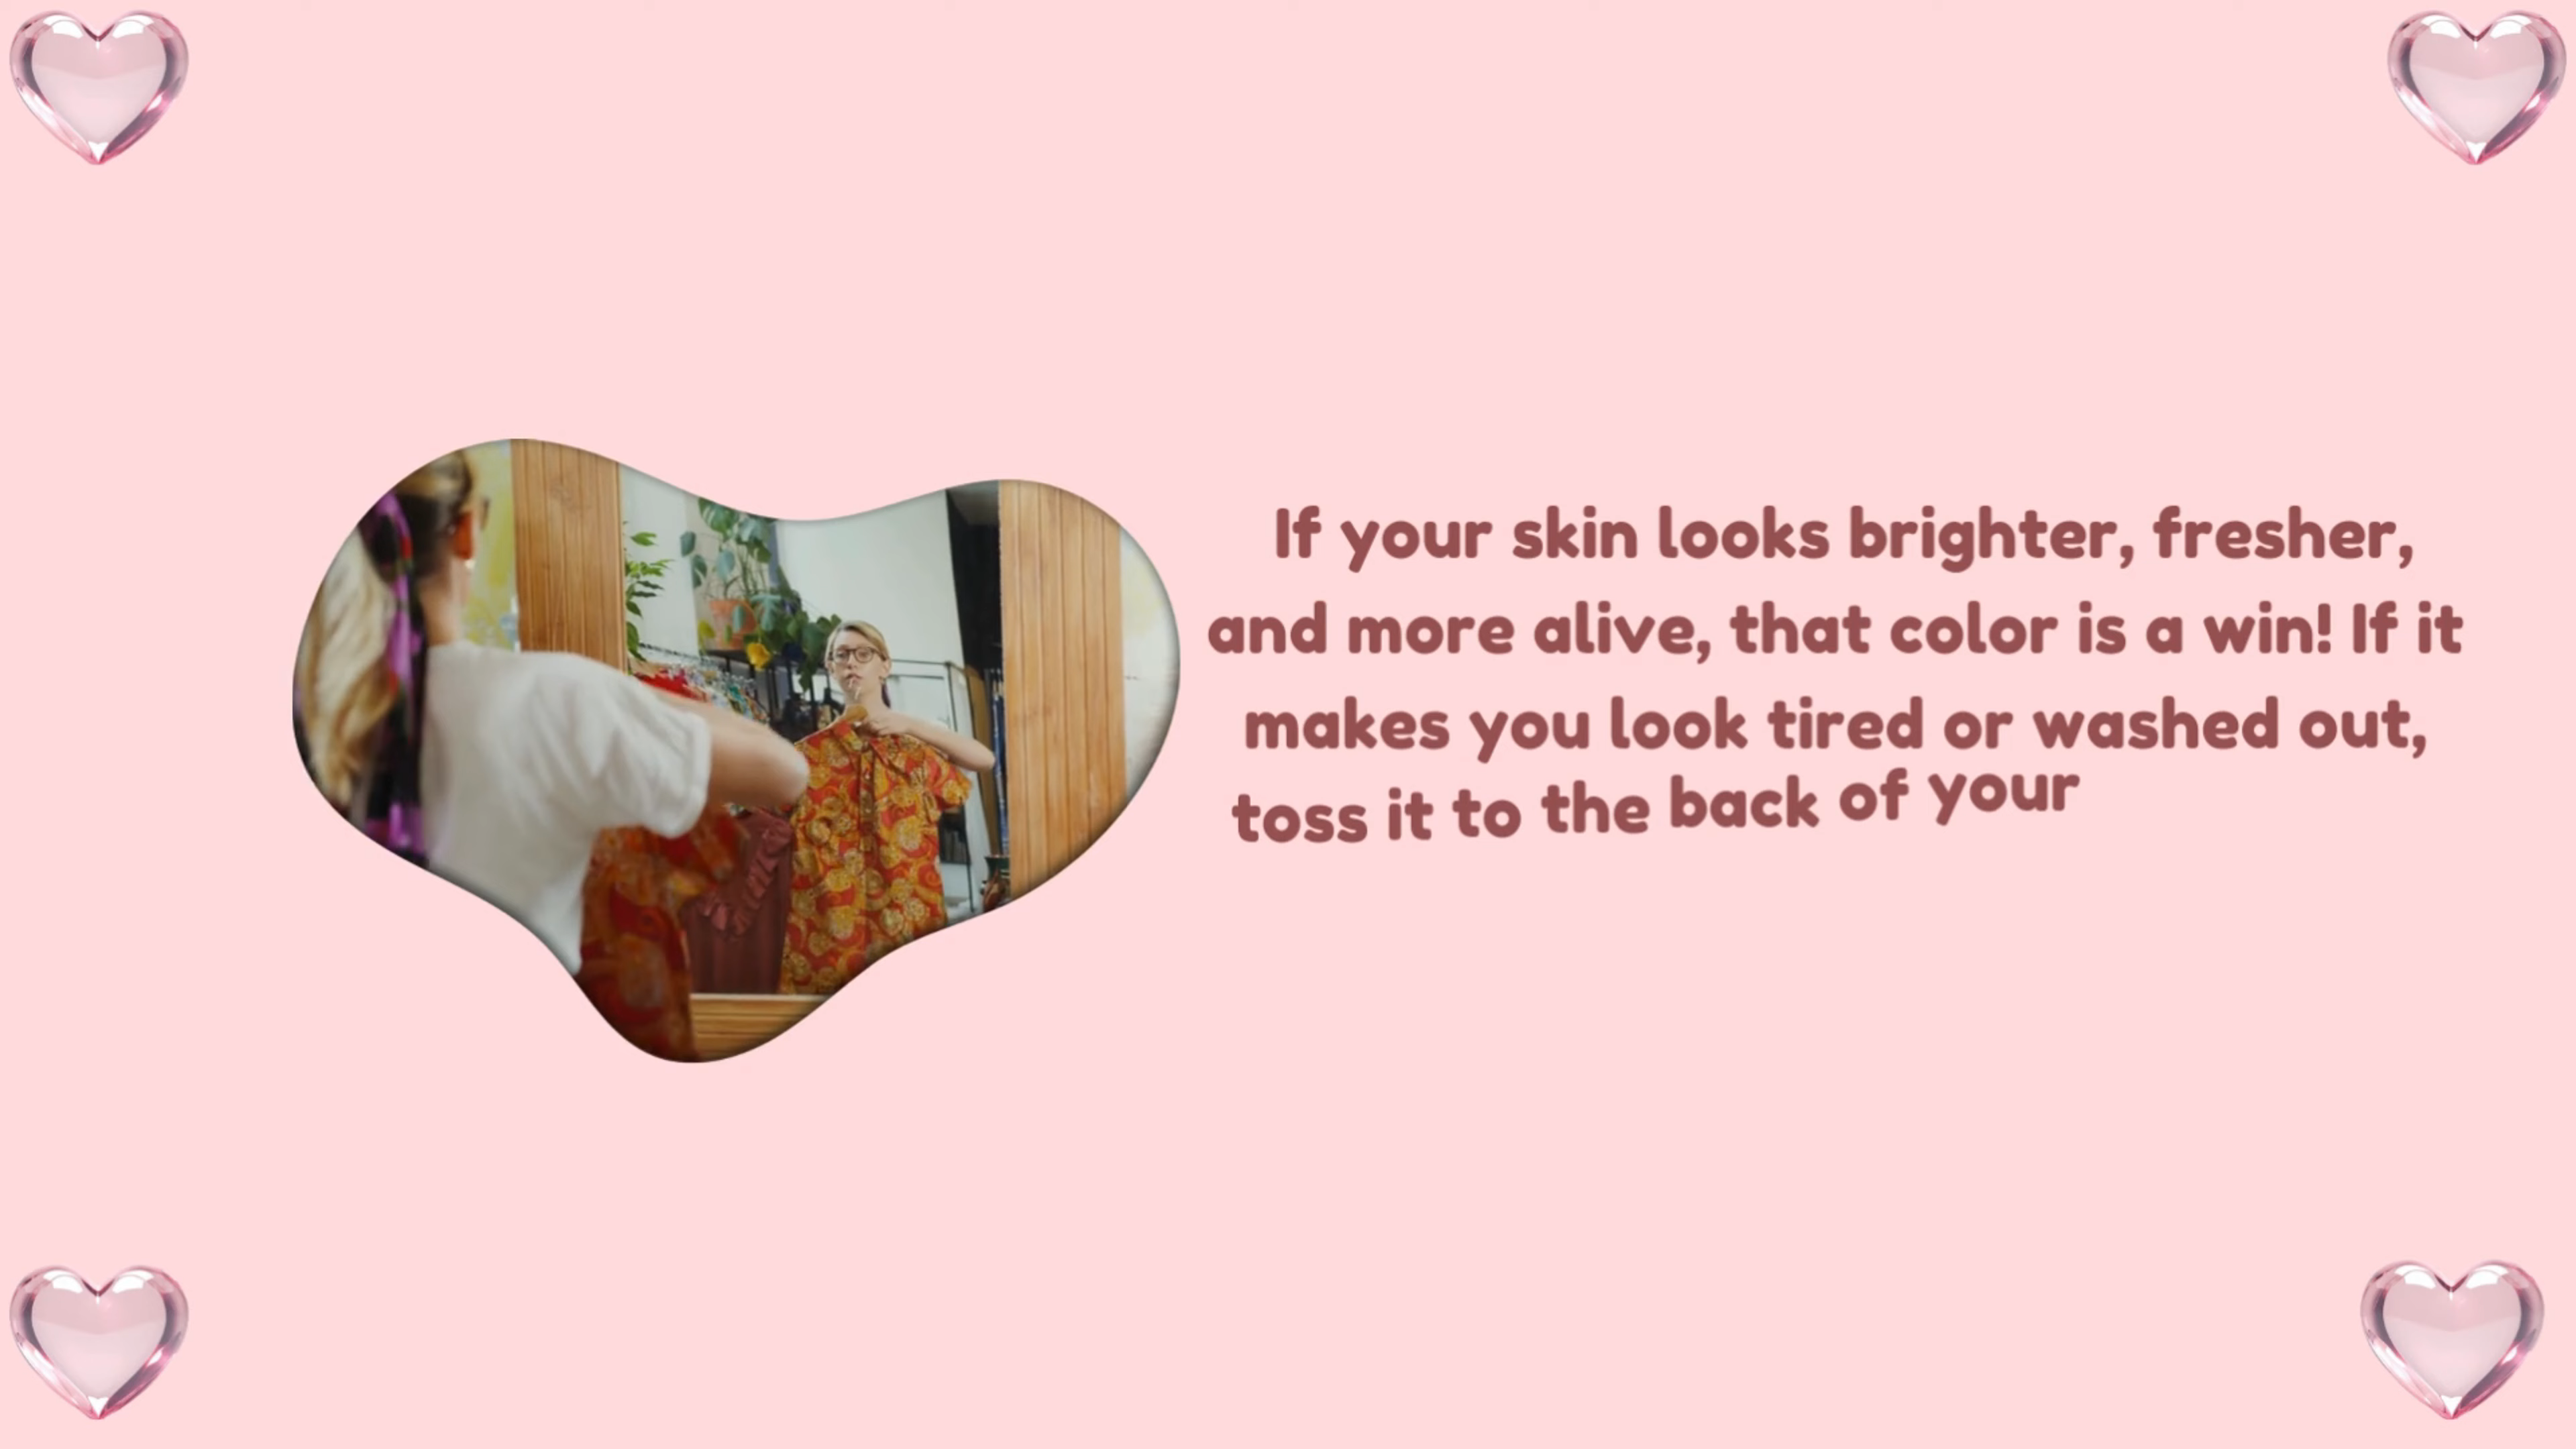 If your skin looks brighter, fresher,
and more alive, that color is a win! If it
makes you look tired or washed out,
toss it to the back of your